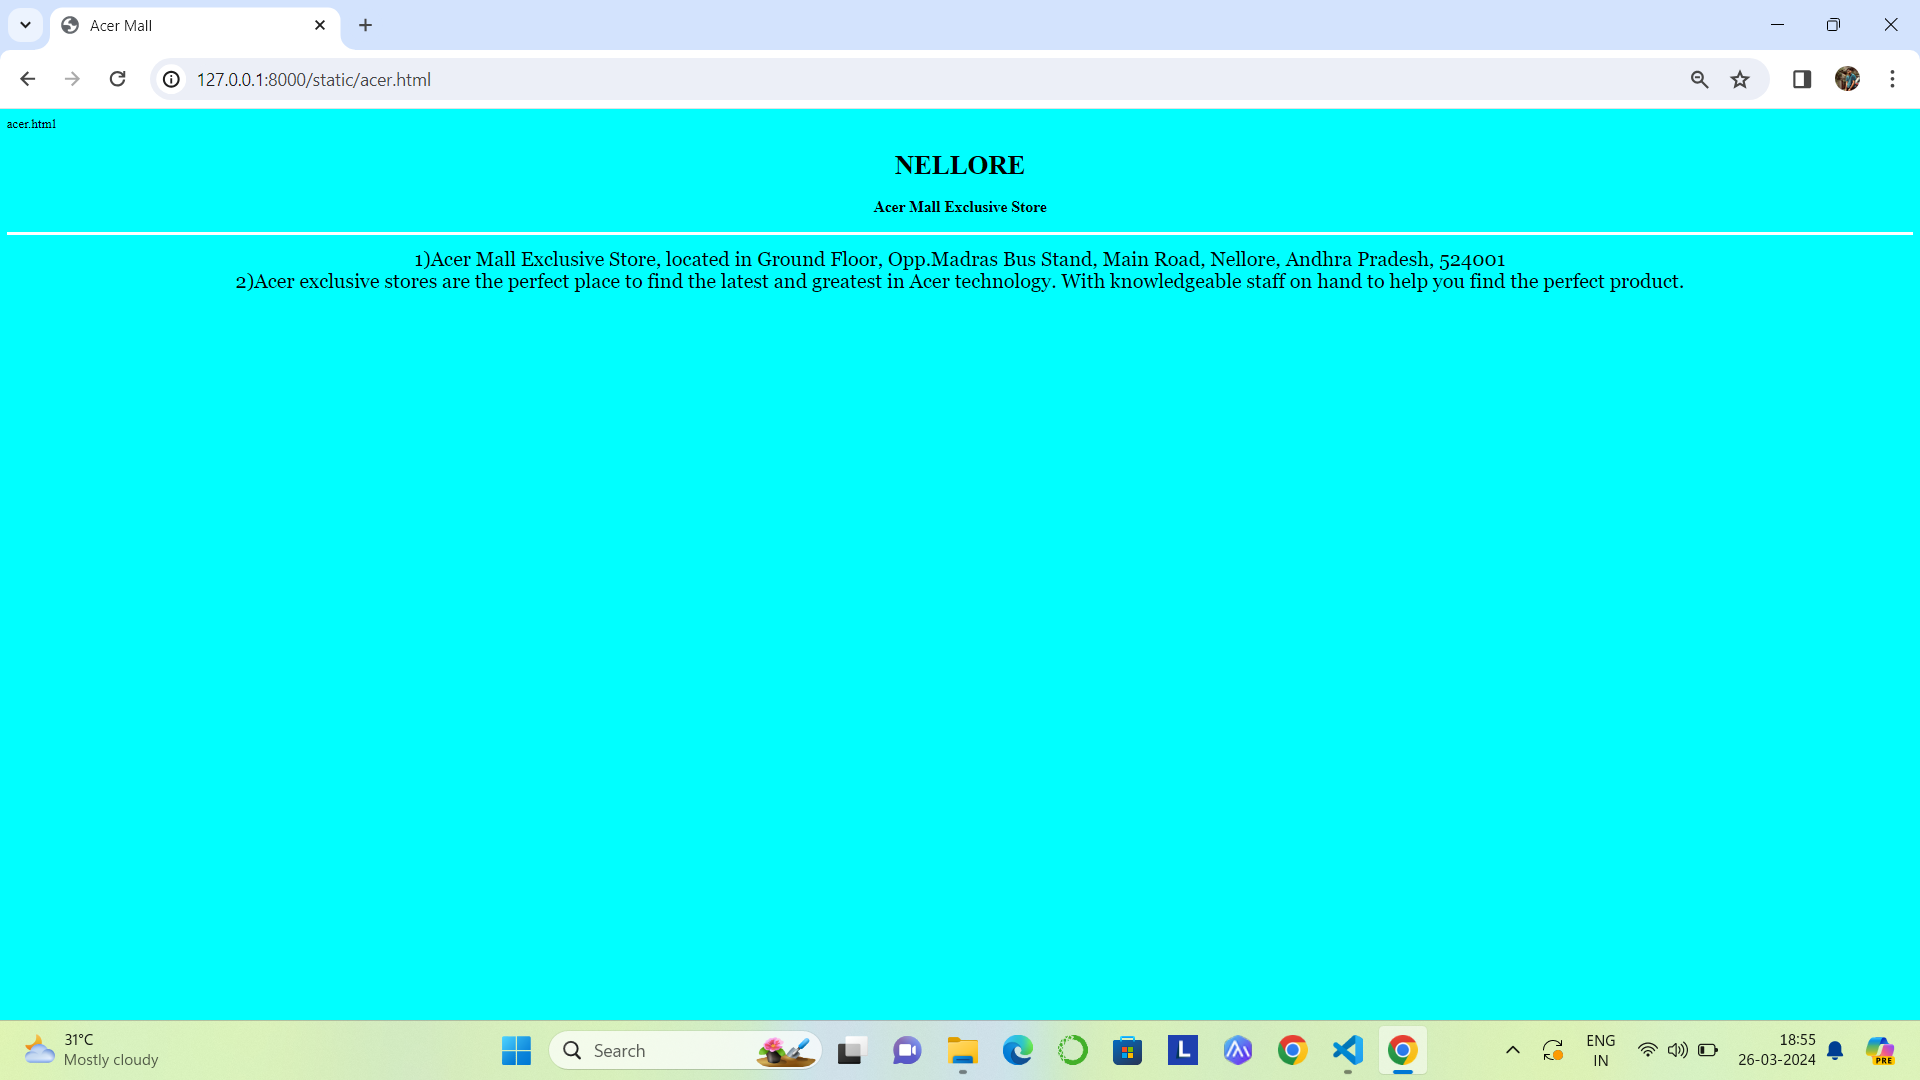 Acer Mall
127.0.0.1:8000/static/acer.html
acer.html
NELLORE
Acer Mall Exclusive Store
1)Acer Mall Exclusive Store, located in Ground Floor, Opp.Madras Bus Stand, Main Road, Nellore, Andhra Pradesh, 524001
2)Acer exclusive stores are the perfect place to find the latest and greatest in Acer technology. With knowledgeable staff on hand to help you find the perfect product.
31°C
Mostly cloudy
Search
L
ENG
IN
18:55
26-03-2024
PRE